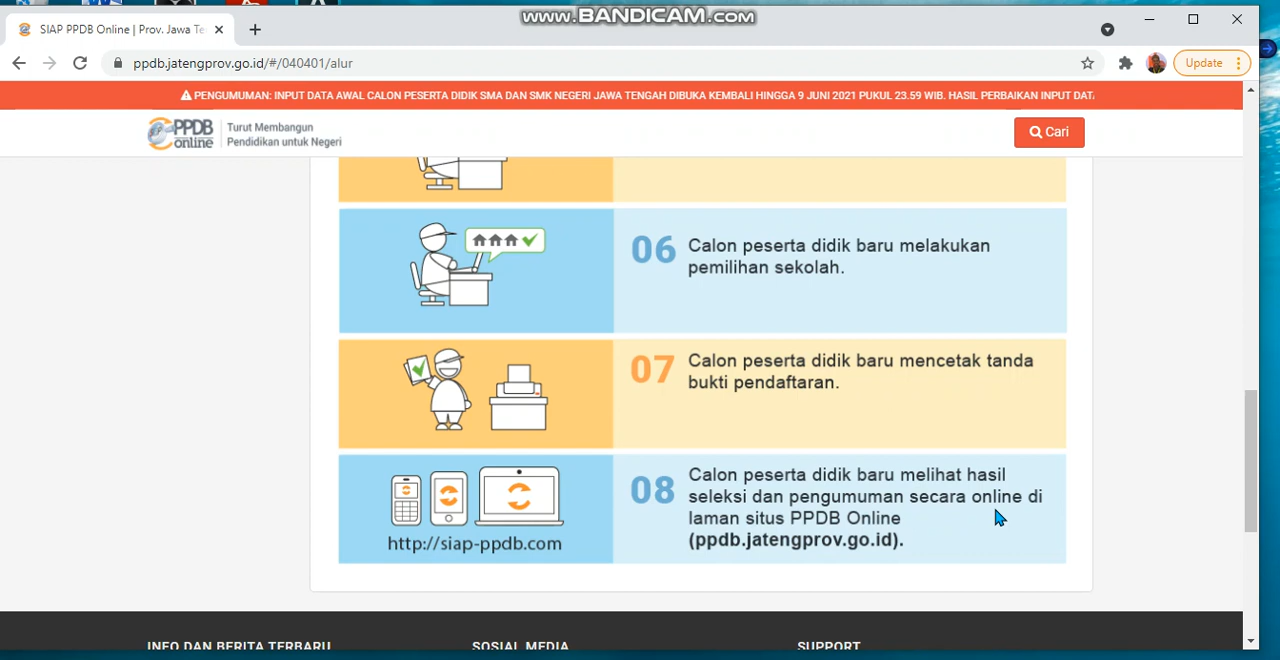 www.BANDICAM.com
SIAP PPDB Online | Prov. Jawa Te
ppdb.jatengprov.go.id/#/040401/alur
Update
PENGUMUMAN: INPUT DATA AWAL CALON PESERTA DIDIK SMA DAN SMK NEGERI JAWA TENGAH DIBUKA KEMBALI HINGGA 9 JUNI 2021 PUKUL 23.59 WIB. HASIL PERBAIKAN INPUT DATA
PPDB online
Turut Membangun
Pendidikan untuk Negeri
Cari
06 Calon peserta didik baru melakukan
pemilihan sekolah.
07 Calon peserta didik baru mencetak tanda
bukti pendaftaran.
08 Calon peserta didik baru melihat hasil
seleksi dan pengumuman secara online di
laman situs PPDB Online
(ppdb.jatengprov.go.id).
http://siap-ppdb.com
INFO DAN BERITA TERBARU
SOSIAL MEDIA
SUPPORT